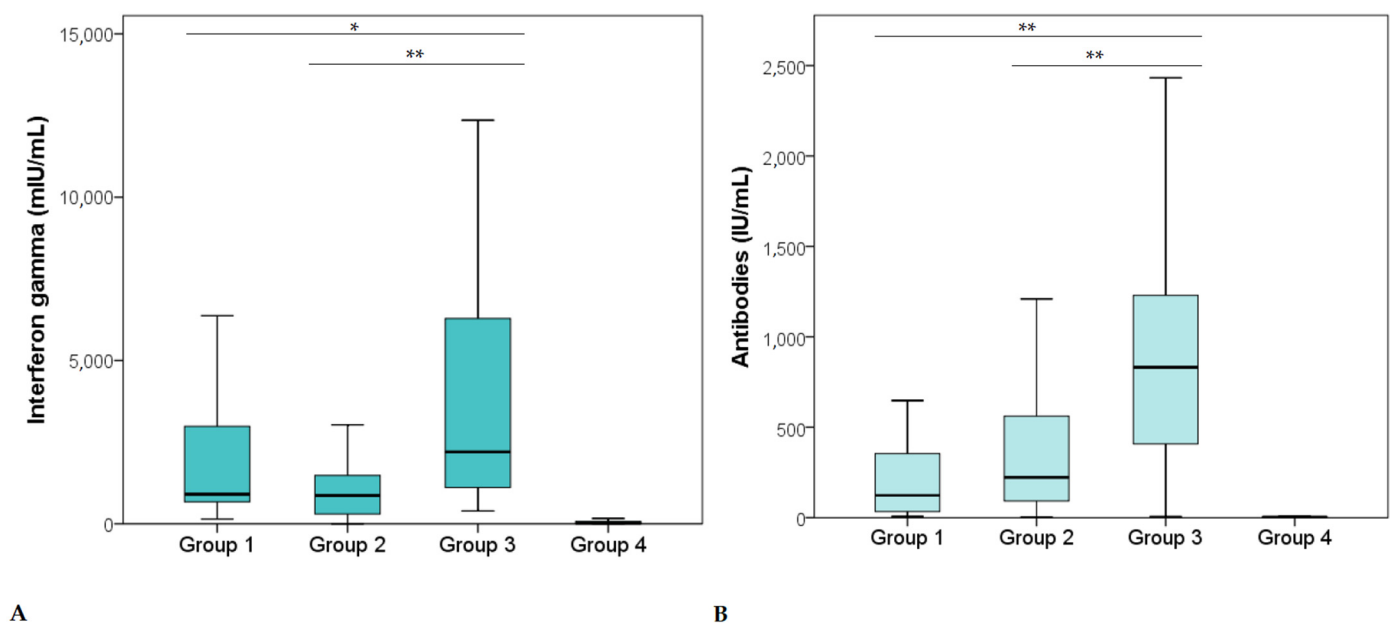 Interferon gamma (mIU/mL)
15,000
10,000
5,000
0
*
**
Group 1 Group 2 Group 3 Group 4
A
Antibodies (IU/mL)
2,500
2,000
1,500
1,000
500
0
**
**
Group 1 Group 2 Group 3 Group 4
B